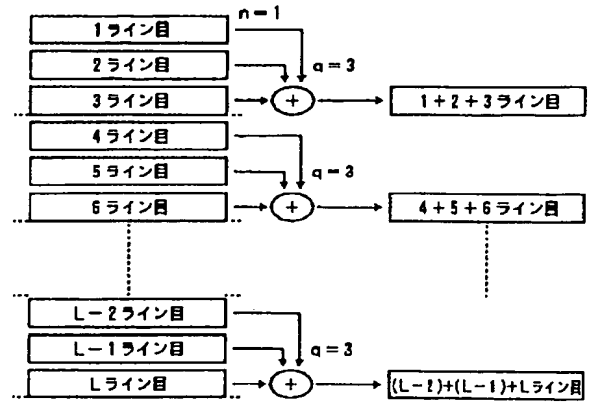 n=1
1ライン目
2ライン目
q=3
3ライン目
1+2+3ライン目
4ライン目
5ライン目
q=3
6ライン目
4+5+6ライン目
L-2ライン目
L-1ライン目
q=3
Lライン目
(L-2)+(L-1)+Lライン目